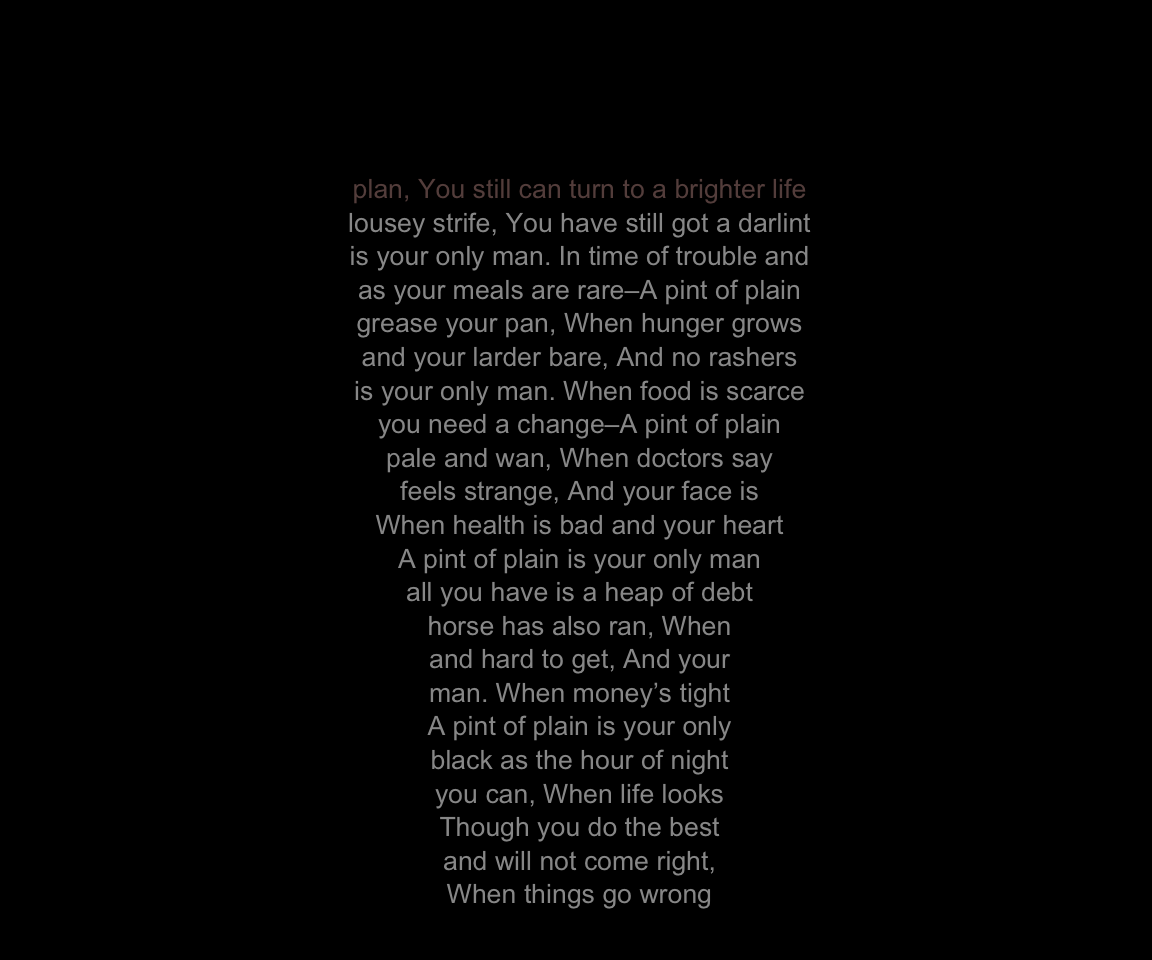 plan, You still can turn to a brighter life
lousey strife, You have still got a darlint
is your only man. In time of trouble and
as your meals are rare—A pint of plain
grease your pan, When hunger grows
and your larder bare, And no rashers
is your only man. When food is scarce
you need a change—A pint of plain
pale and wan, When doctors say
feels strange, And your face is
When health is bad and your heart
A pint of plain is your only man
all you have is a heap of debt
horse has also ran, When
and hard to get, And your
man. When money’s tight
A pint of plain is your only
black as the hour of night
you can, When life looks
Though you do the best
and will not come right,
When things go wrong